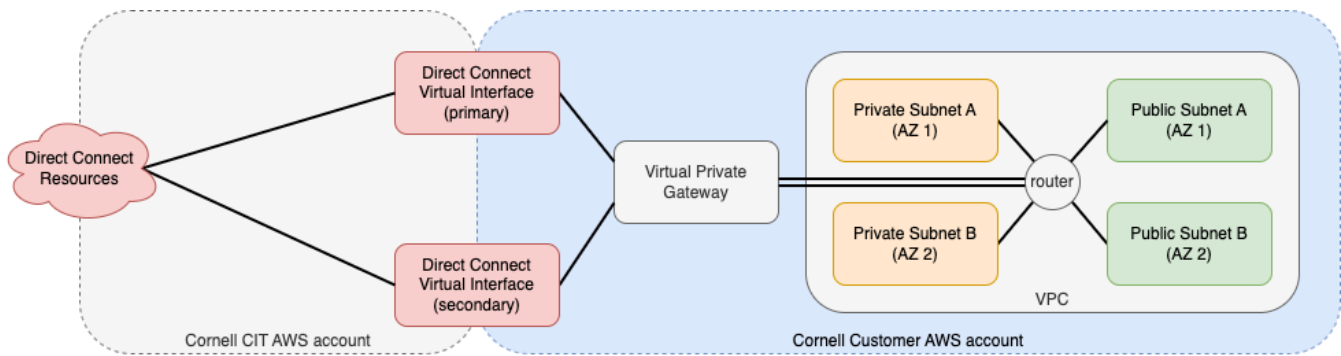 Direct Connect
Resources
Direct Connect
Virtual Interface
(primary)
Direct Connect
Virtual Interface
(secondary)
Cornell CIT AWS account
Virtual Private
Gateway
Private Subnet A
(AZ 1)
Public Subnet A
(AZ 1)
router
Private Subnet B
(AZ 2)
Public Subnet B
(AZ 2)
VPC
Cornell Customer AWS account